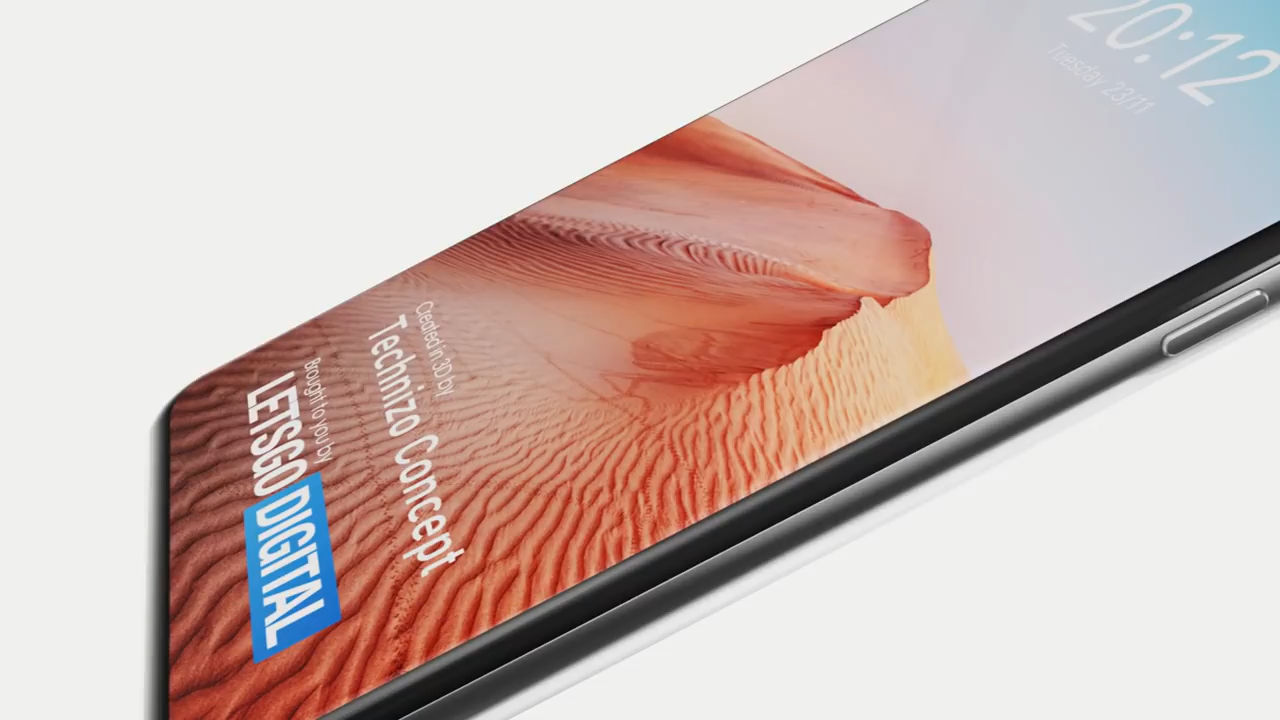 20:12
Tuesday 23/11
Created in 3D by
Technizo Concept
Brought to you by
LETSGO DIGITAL